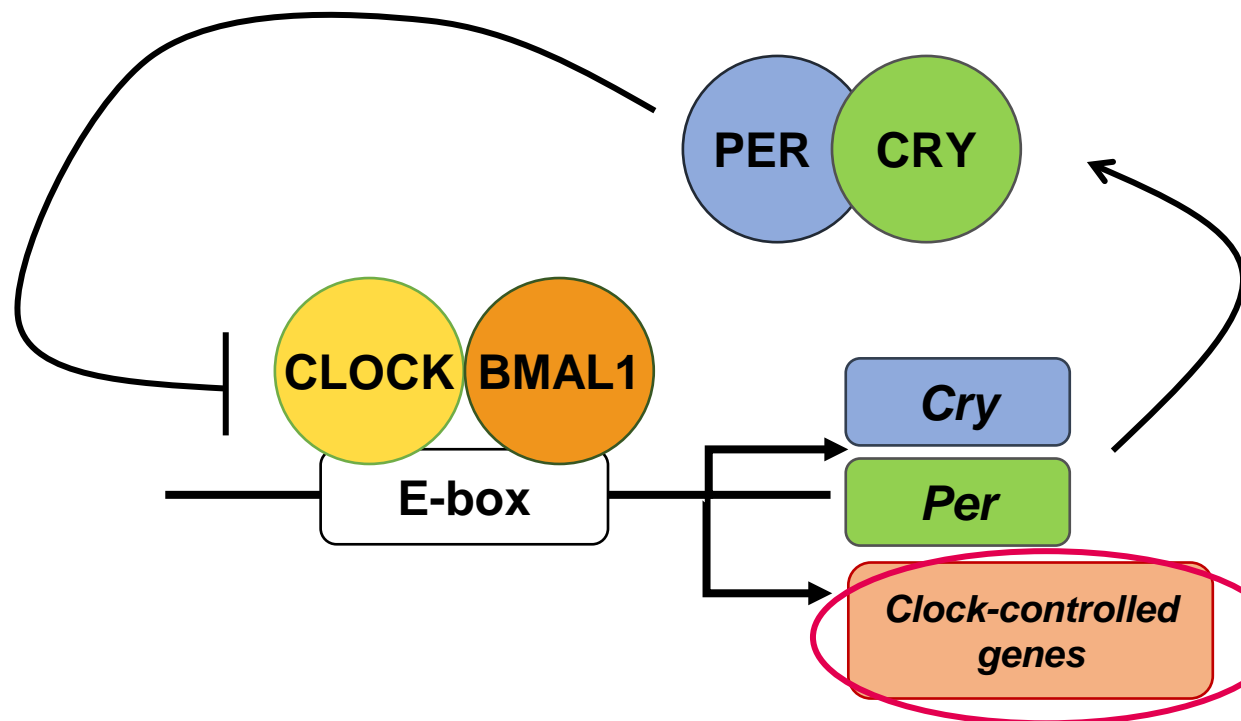 PER
CRY
CLOCK
BMAL1
E-box
Cry
Per
Clock-controlled
genes